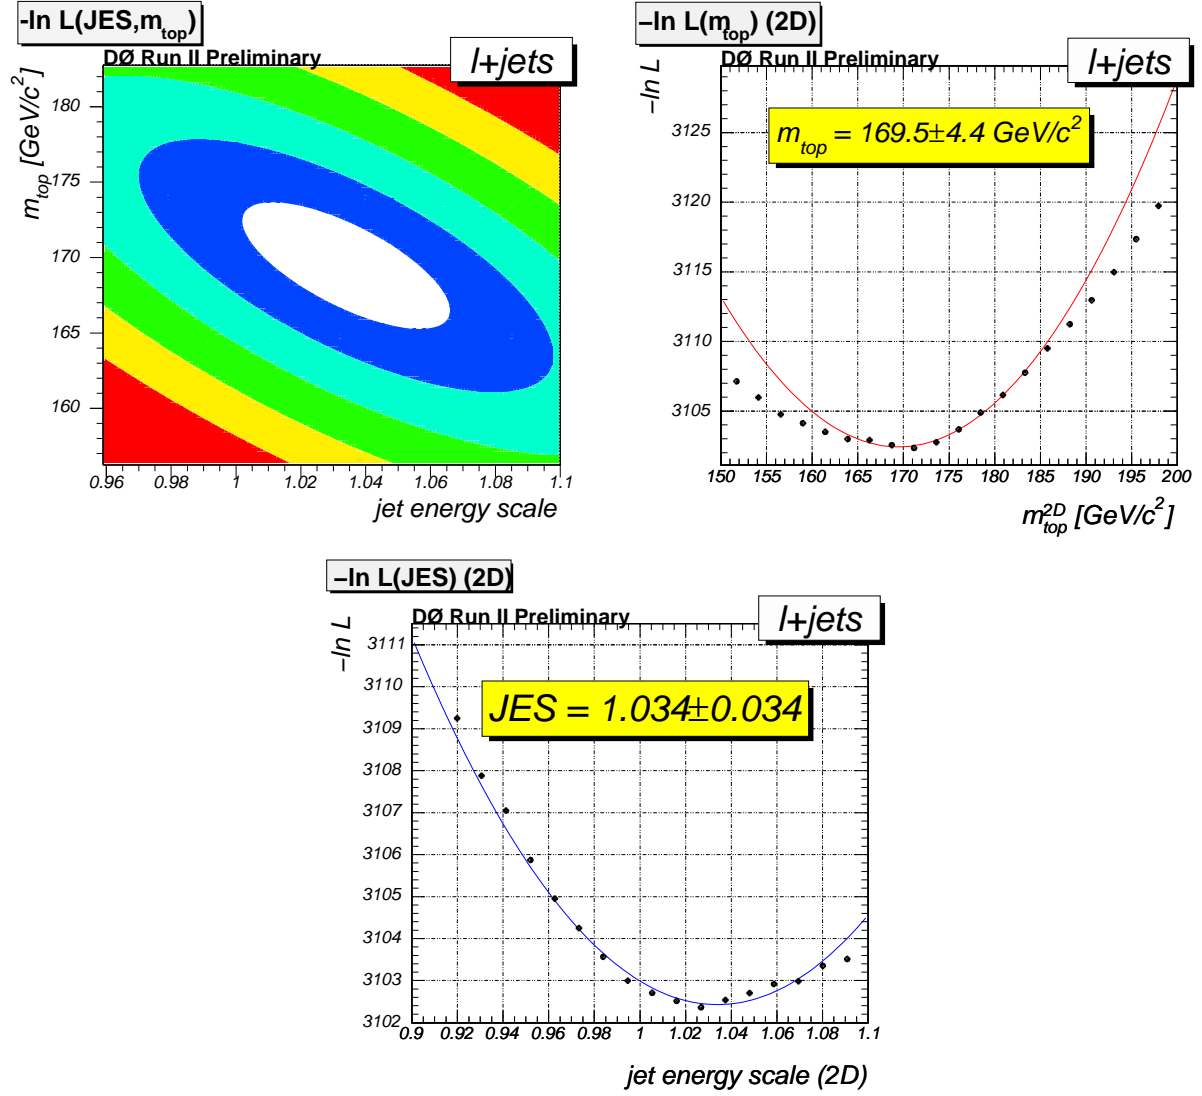 -ln L(JES,m_top)
DØ Run II Preliminary
l+jets
m_top [GeV/c²]
180
175
170
165
160
0.96 0.98 1 1.02 1.04 1.06 1.08 1.1
jet energy scale
−ln L(m_top) (2D)
DØ Run II Preliminary
l+jets
−ln L
m_top = 169.5±4.4 GeV/c²
3125
3120
3115
3110
3105
150 155 160 165 170 175 180 185 190 195 200
m_top^2D [GeV/c²]
−ln L(JES) (2D)
DØ Run II Preliminary
l+jets
−ln L
JES = 1.034±0.034
3111
3110
3109
3108
3107
3106
3105
3104
3103
3102
0.9 0.92 0.94 0.96 0.98 1 1.02 1.04 1.06 1.08 1.1
jet energy scale (2D)